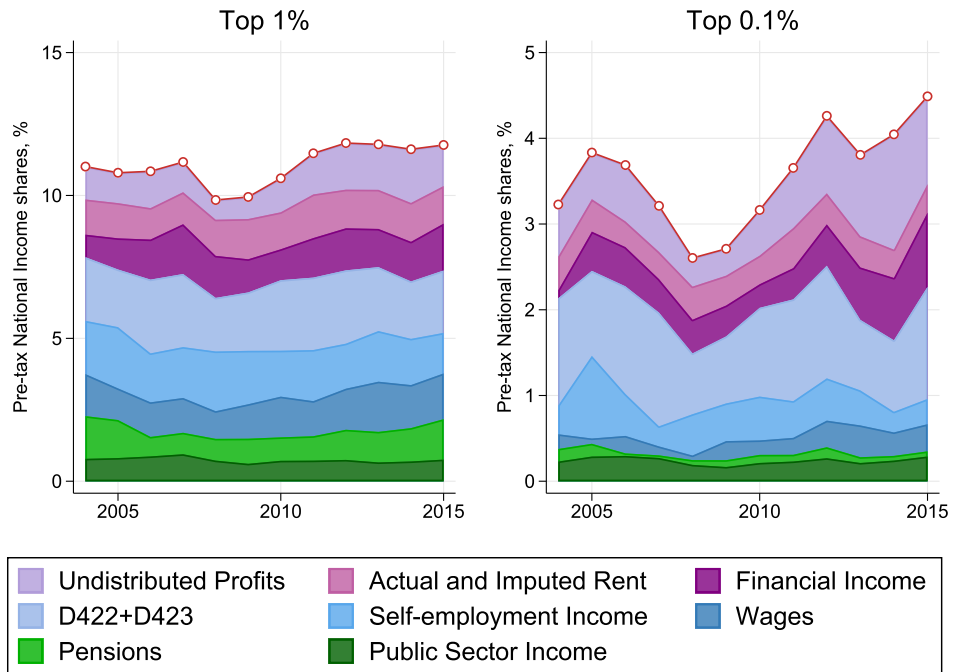 Top 1%
Top 0.1%
Pre-tax National Income shares, %
15
10
5
0
2005
2010
2015
Pre-tax National Income shares, %
5
4
3
2
1
0
2005
2010
2015
Undistributed Profits
Actual and Imputed Rent
Financial Income
D422+D423
Self-employment Income
Wages
Pensions
Public Sector Income